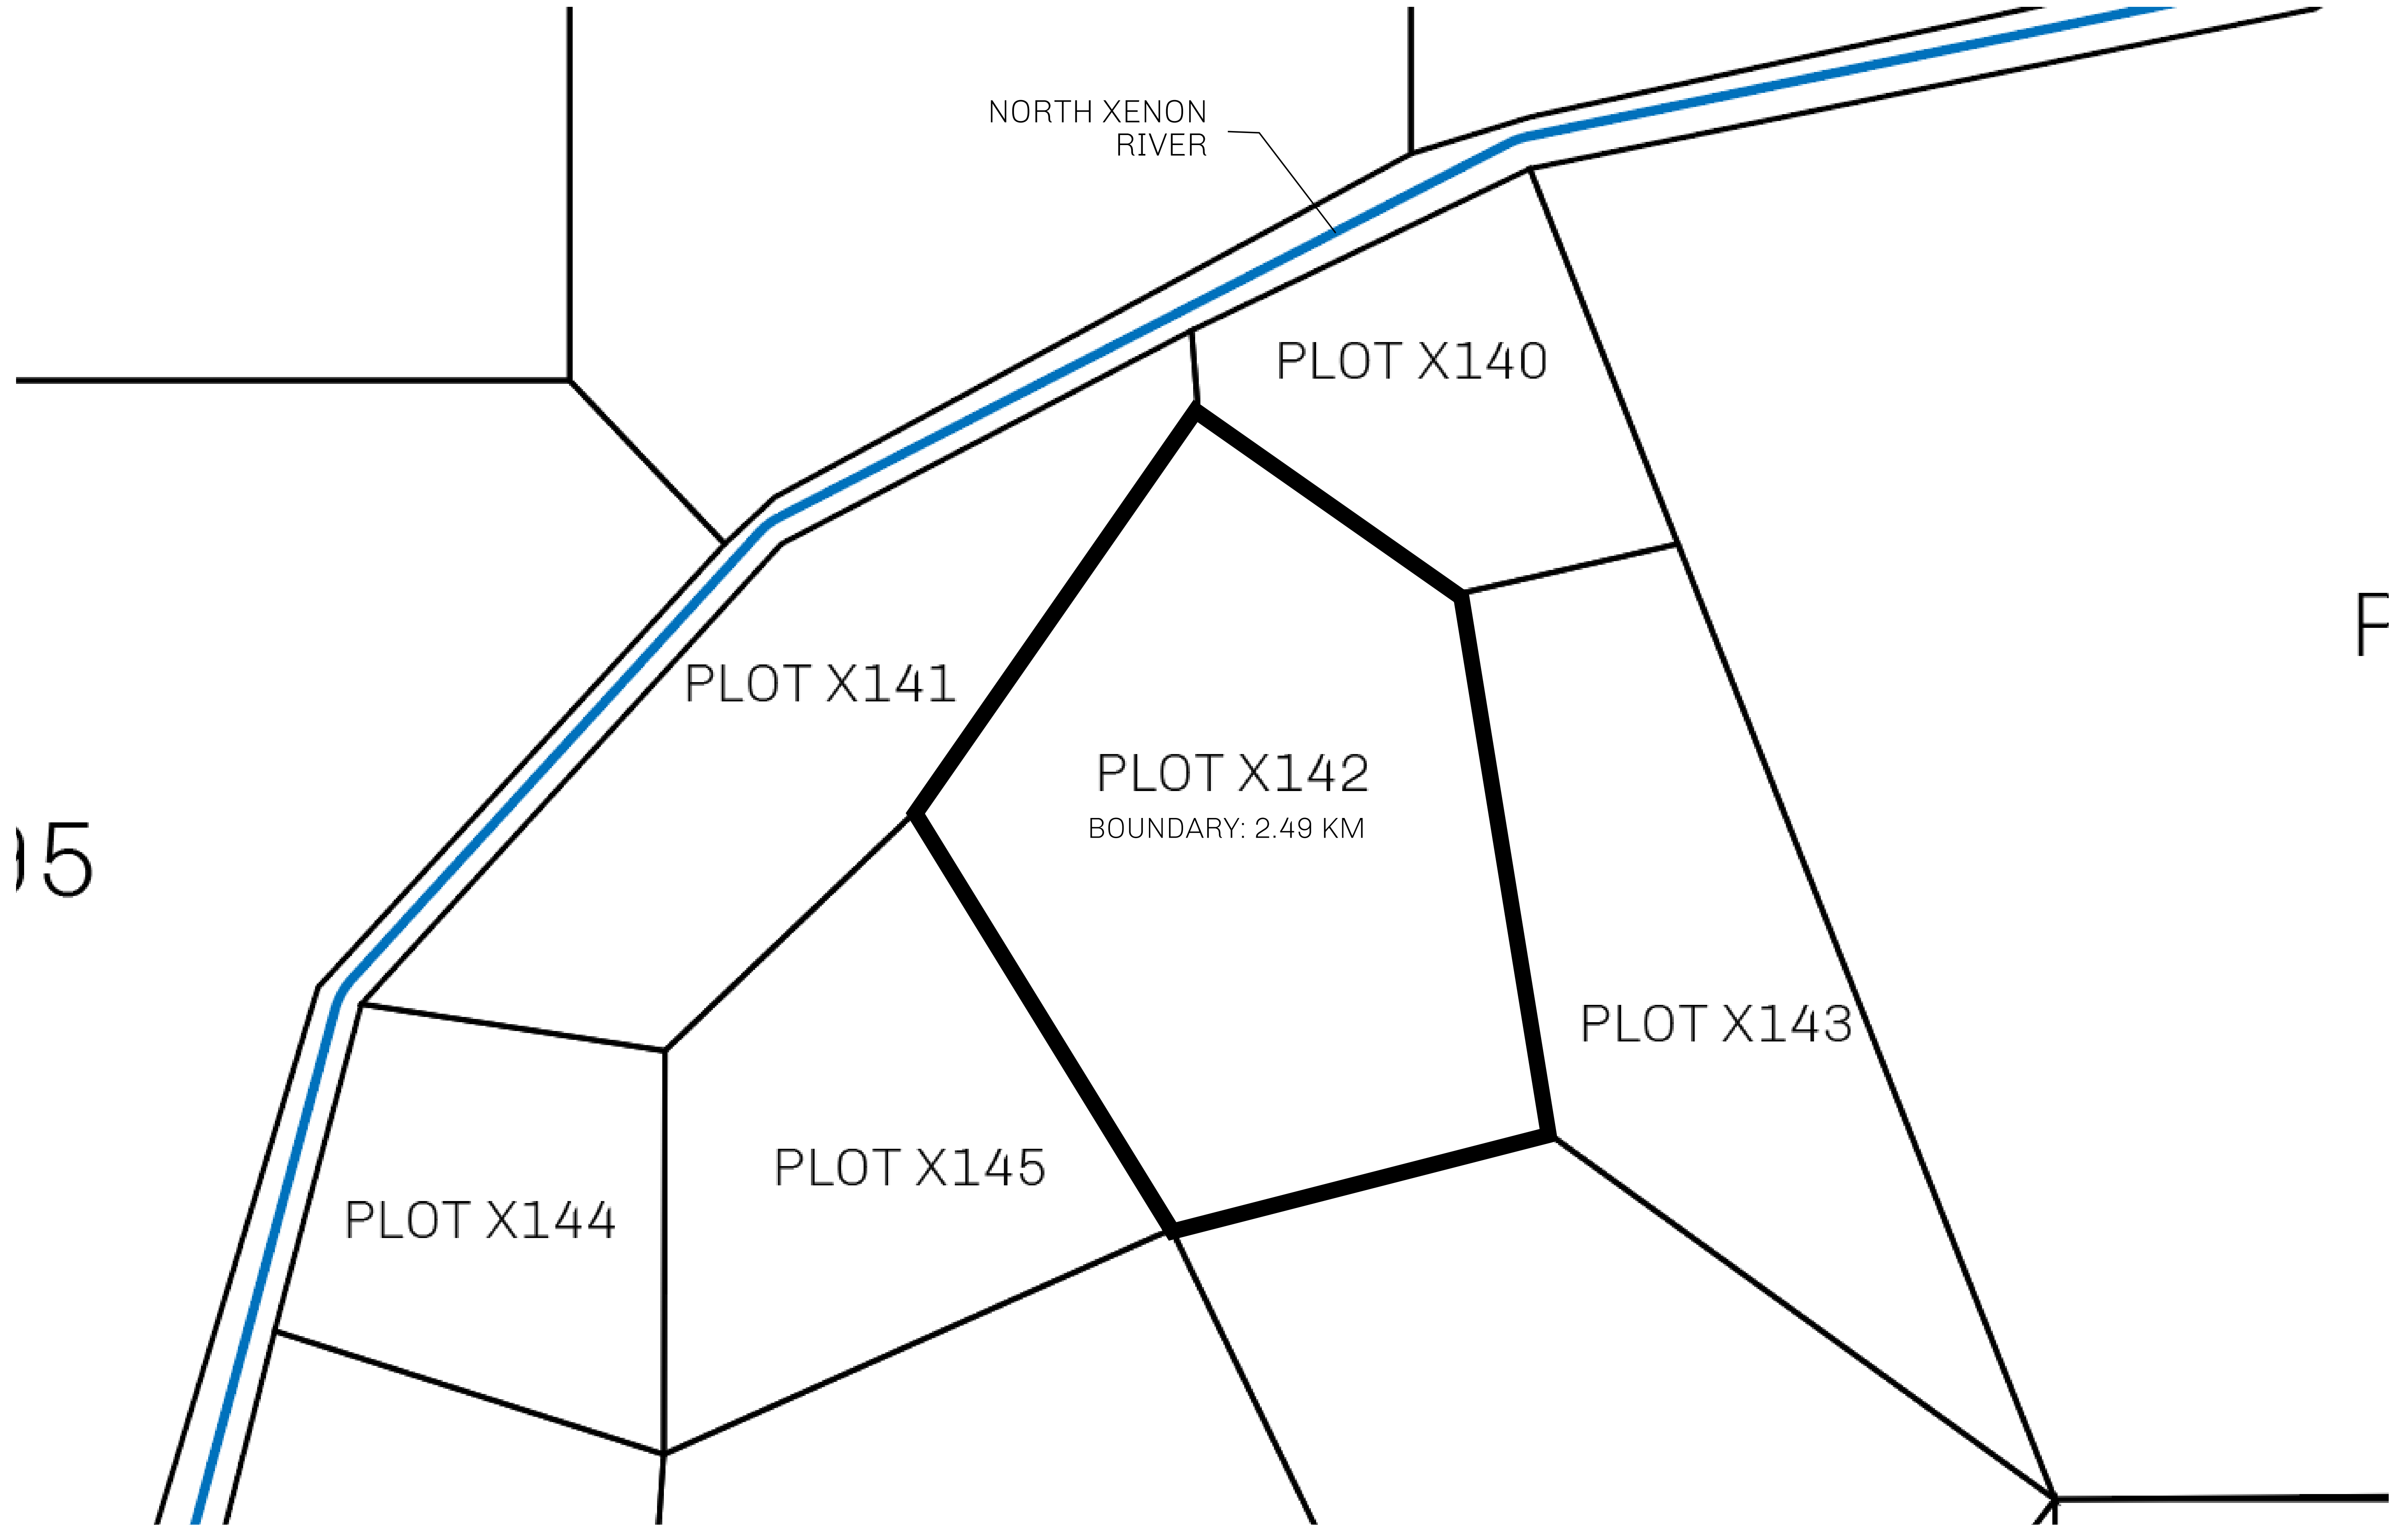 NORTH XENON
RIVER
PLOT X140
PLOT X141
PLOT X142
BOUNDARY: 2.49 KM
PLOT X143
PLOT X145
PLOT X144